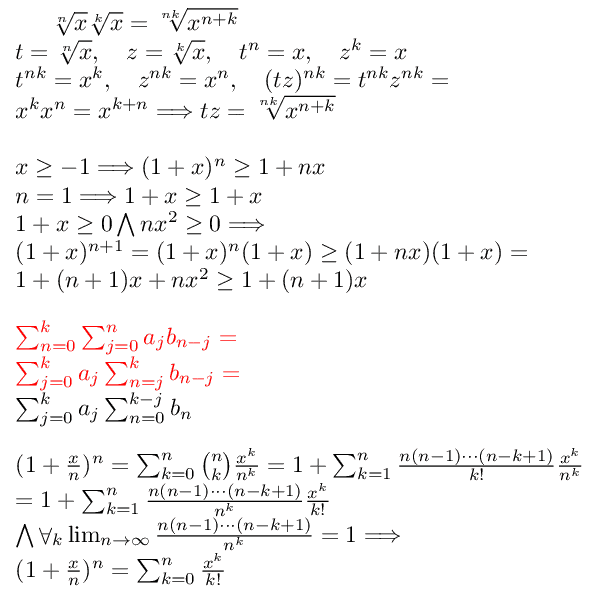 $\sqrt[n]{x}\sqrt[k]{x} = \sqrt[nk]{x^{n+k}}$
$t = \sqrt[n]{x}, \quad z = \sqrt[k]{x}, \quad t^n = x, \quad z^k = x$
$t^{nk} = x^k, \quad z^{nk} = x^n, \quad (tz)^{nk} = t^{nk}z^{nk} =$
$x^k x^n = x^{k+n} \Longrightarrow tz = \sqrt[nk]{x^{n+k}}$
$x \geq -1 \Longrightarrow (1+x)^n \geq 1+nx$
$n = 1 \Longrightarrow 1+x \geq 1+x$
$1+x \geq 0 \bigwedge nx^2 \geq 0 \Longrightarrow$
$(1+x)^{n+1} = (1+x)^n(1+x) \geq (1+nx)(1+x) =$
$1+(n+1)x+nx^2 \geq 1+(n+1)x$
$\sum_{n=0}^{k} \sum_{j=0}^{n} a_j b_{n-j} =$
$\sum_{j=0}^{k} a_j \sum_{n=j}^{k} b_{n-j} =$
$\sum_{j=0}^{k} a_j \sum_{n=0}^{k-j} b_n$
$(1+\frac{x}{n})^n = \sum_{k=0}^{n} \binom{n}{k} \frac{x^k}{n^k} = 1 + \sum_{k=1}^{n} \frac{n(n-1)\cdots(n-k+1)}{k!} \frac{x^k}{n^k}$
$= 1 + \sum_{k=1}^{n} \frac{n(n-1)\cdots(n-k+1)}{n^k} \frac{x^k}{k!}$
$\bigwedge \forall_k \lim_{n\to\infty} \frac{n(n-1)\cdots(n-k+1)}{n^k} = 1 \Longrightarrow$
$(1+\frac{x}{n})^n = \sum_{k=0}^{n} \frac{x^k}{k!}$